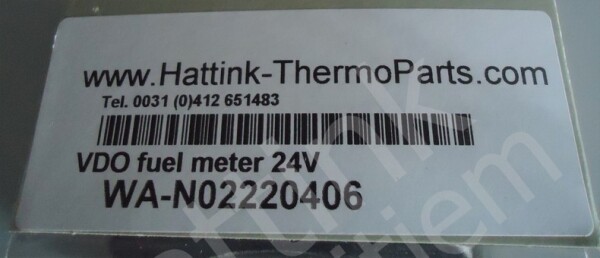 www.Hattink-ThermoParts.com
Tel. 0031 (0)412 651483
VDO fuel meter 24V
WA-N02220406